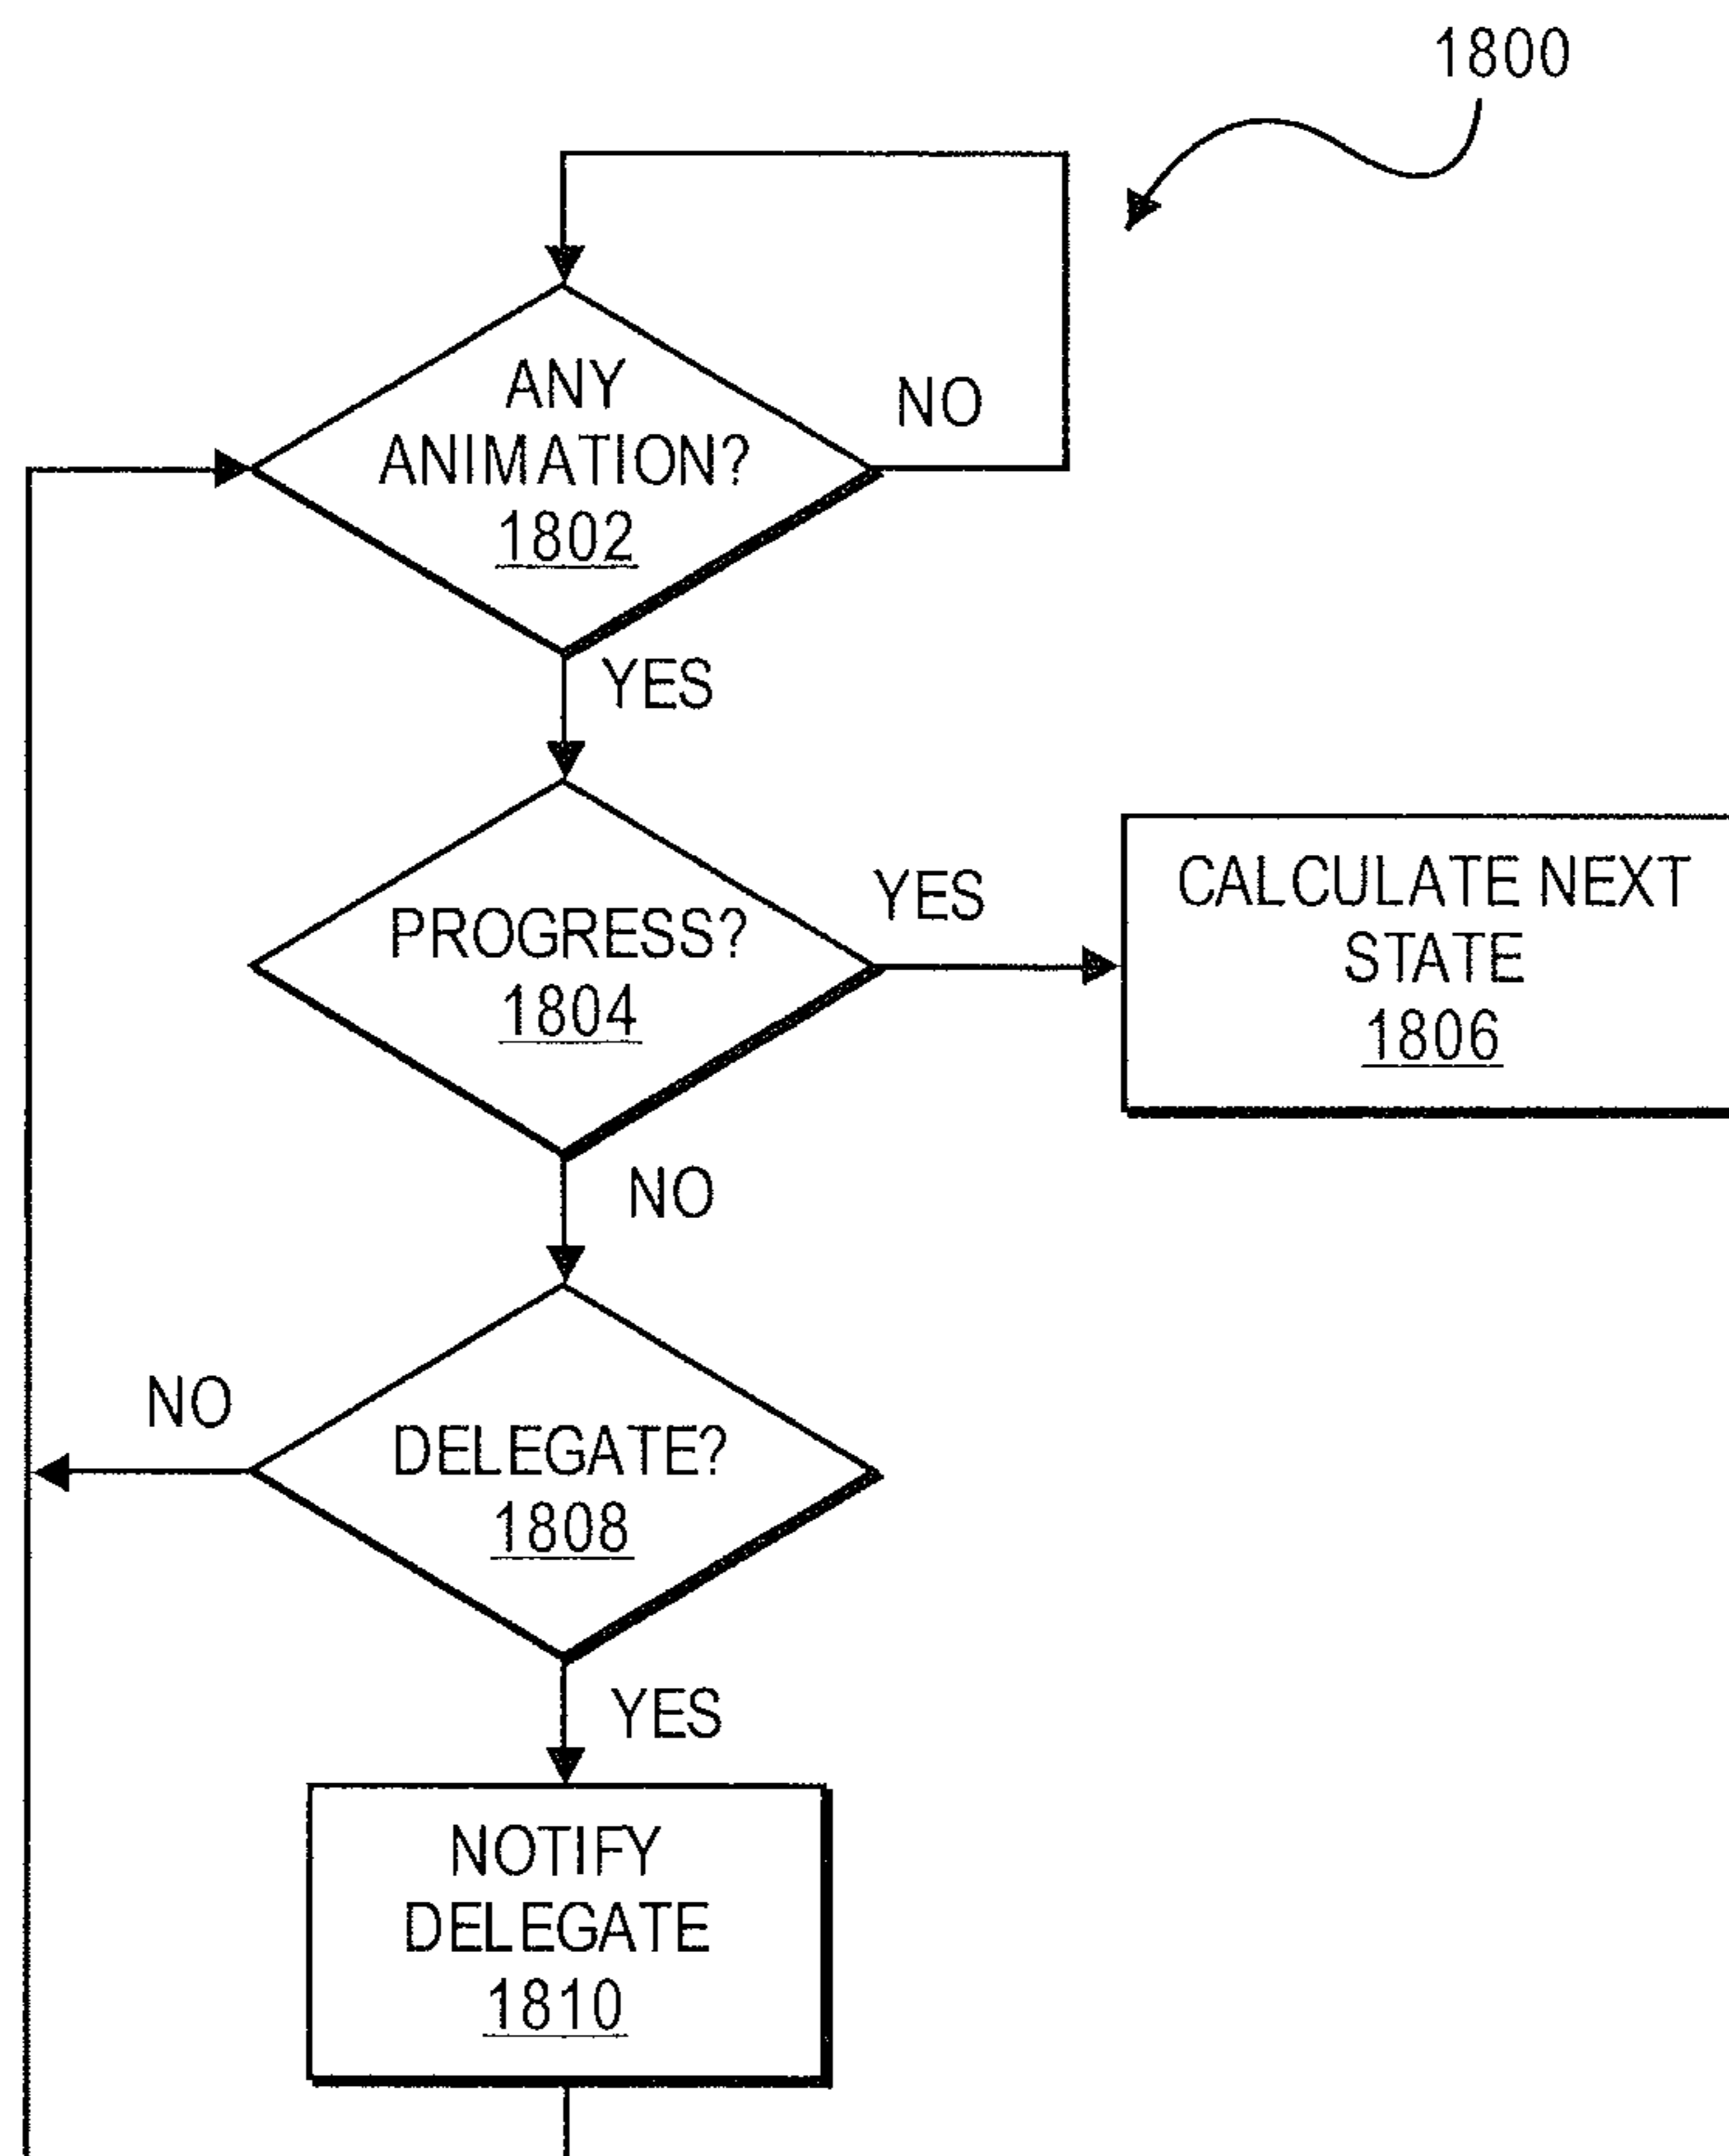 1800
ANY
ANIMATION?
1802
NO
YES
PROGRESS?
1804
YES
CALCULATE NEXT
STATE
1806
NO
DELEGATE?
1808
NO
YES
NOTIFY
DELEGATE
1810